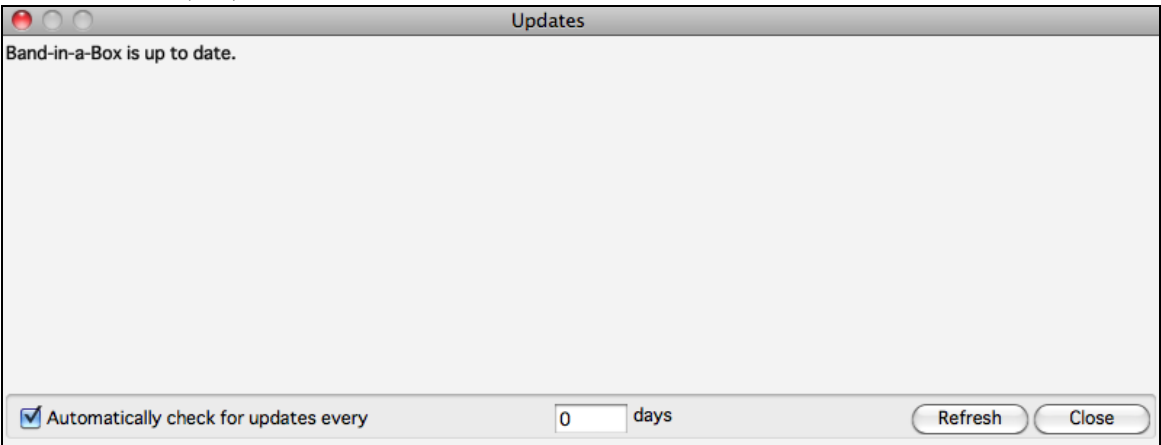 Updates
Band-in-a-Box is up to date.
Automatically check for updates every 0 days Refresh Close